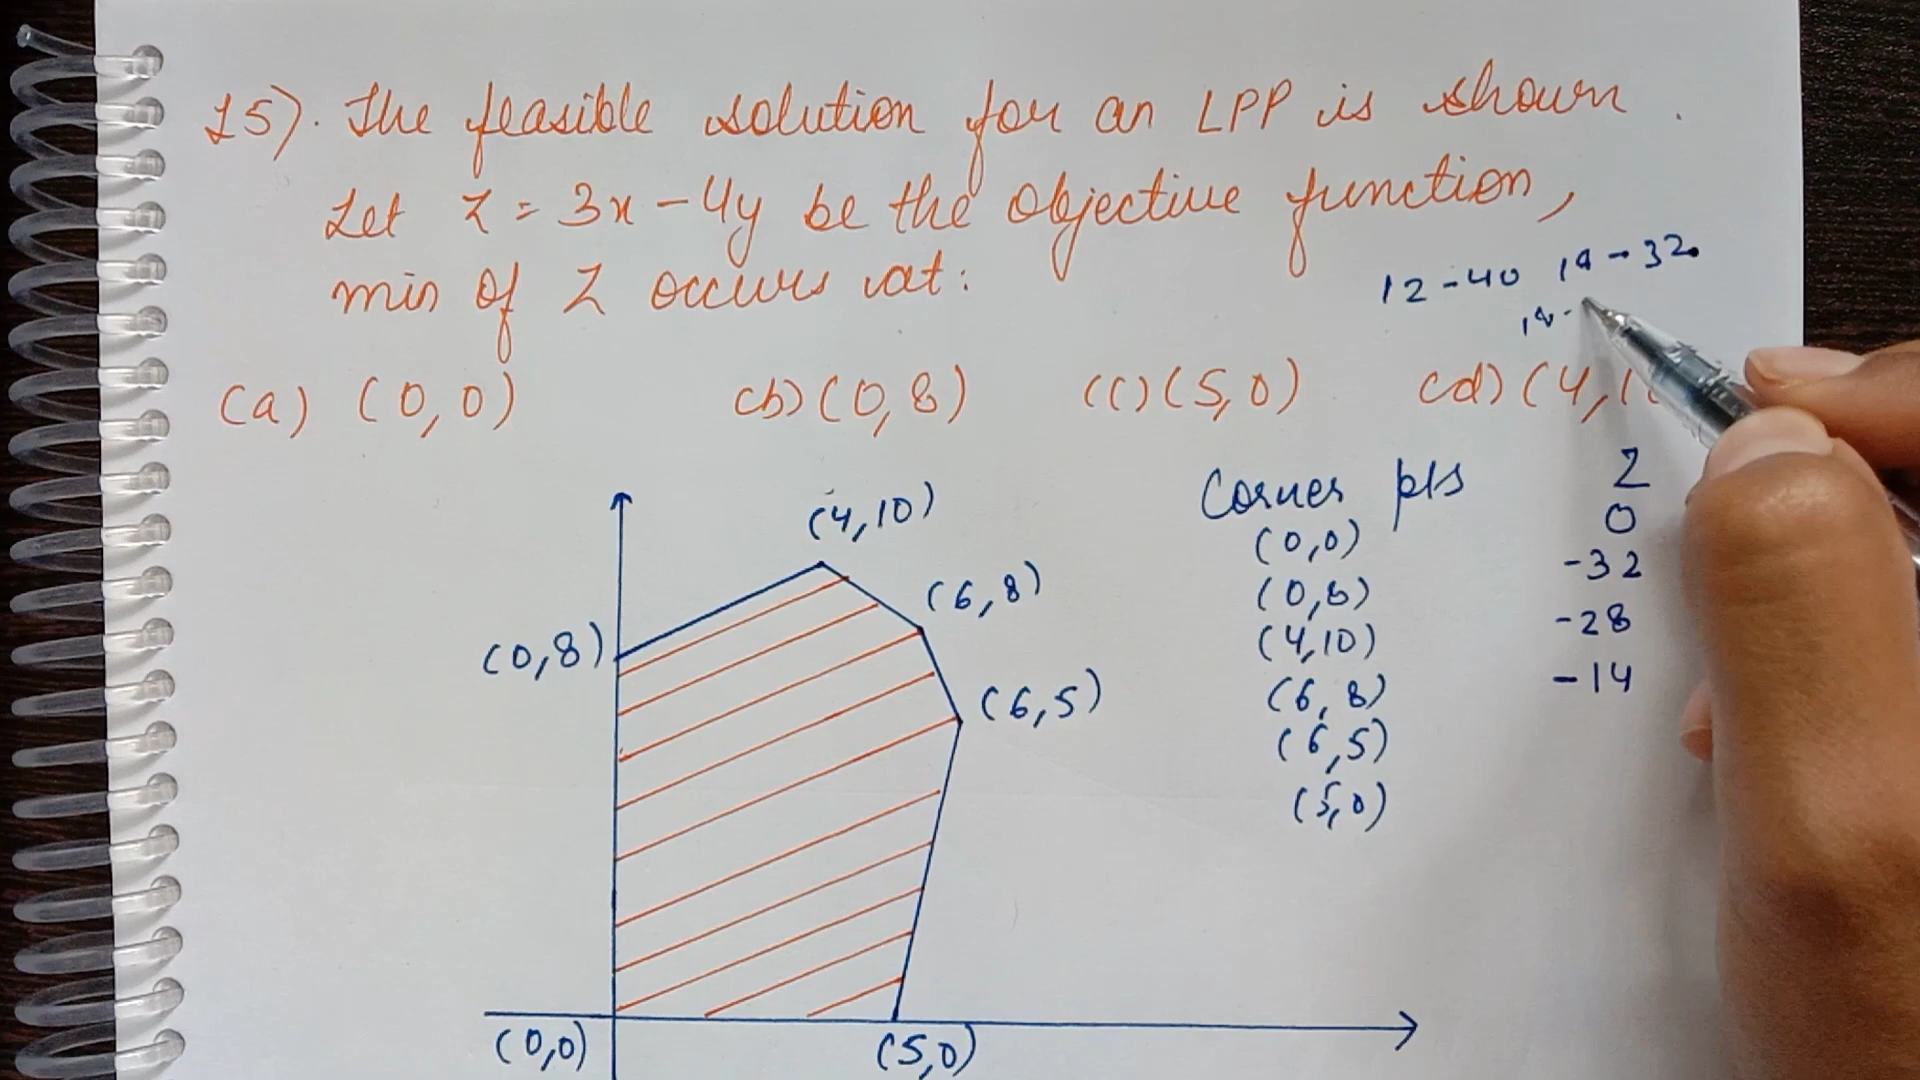 15). The feasible solution for an LPP is shown.
Let Z = 3x - 4y be the objective function,
min of Z occurs at:
12 - 40 18 - 32
18 -
(a) (0,0) (b) (0,8) (c) (5,0) (d) (4,
Corner pts Z
(0,0) 0
(0,8) -32
(4,10) -28
(6,8) -14
(6,5)
(5,0)
(4,10)
(6,8)
(0,8)
(6,5)
(0,0)
(5,0)